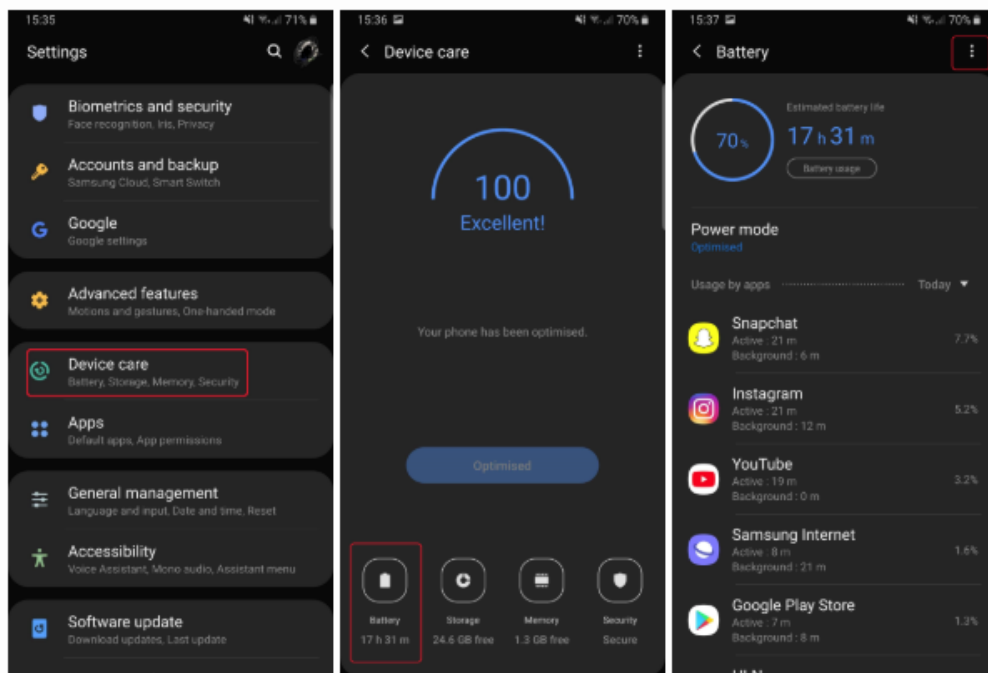 15:35
71%
Settings
Biometrics and security
Face recognition, Iris, Privacy
Accounts and backup
Samsung Cloud, Smart Switch
Google
Google settings
Advanced features
Motions and gestures, One-handed mode
Device care
Battery, Storage, Memory, Security
Apps
Default apps, App permissions
General management
Language and input, Date and time, Reset
Accessibility
Voice Assistant, Mono audio, Assistant menu
Software update
Download updates, Last update
15:36
70%
Device care
100
Excellent!
Your phone has been optimised.
Optimised
Battery
17 h 31 m
Storage
24.6 GB free
Memory
1.3 GB free
Security
Secure
15:37
70%
Battery
70%
Estimated battery life
17 h 31 m
Battery usage
Power mode
Optimised
Usage by apps
Today
Snapchat
Active : 21 m
7.7%
Background : 6 m
Instagram
Active : 21 m
5.2%
Background : 12 m
YouTube
Active : 19 m
3.2%
Background : 0 m
Samsung Internet
Active : 8 m
1.6%
Background : 21 m
Google Play Store
Active : 7 m
1.3%
Background : 8 m